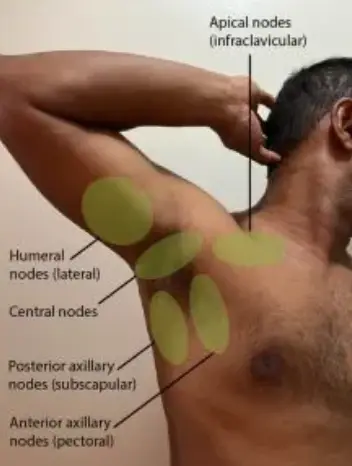 Apical nodes
(infraclavicular)
Humeral
nodes (lateral)
Central nodes
Posterior axillary
nodes (subscapular)
Anterior axillary
nodes (pectoral)